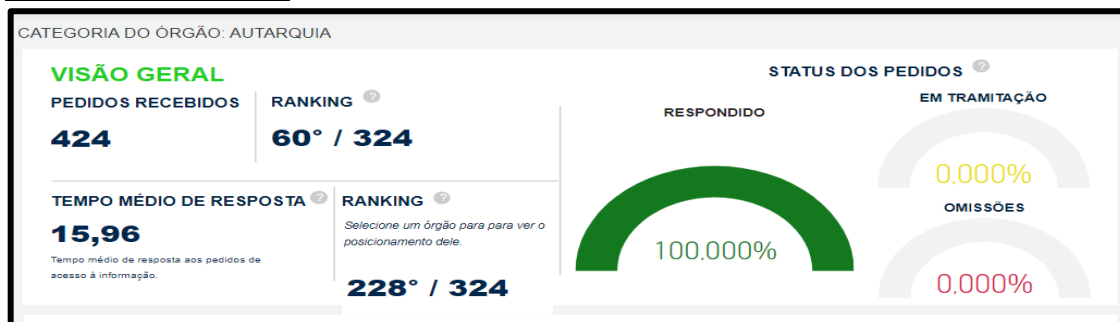 CATEGORIA DO ÓRGÃO: AUTARQUIA
VISÃO GERAL
PEDIDOS RECEBIDOS
424
RANKING ?
60° / 324
TEMPO MÉDIO DE RESPOSTA ?
15,96
Tempo médio de resposta aos pedidos de
acesso à informação.
RANKING ?
Selecione um órgão para para ver o
posicionamento dele.
228° / 324
STATUS DOS PEDIDOS ?
RESPONDIDO
100,000%
EM TRAMITAÇÃO
0,000%
OMISSÕES
0,000%